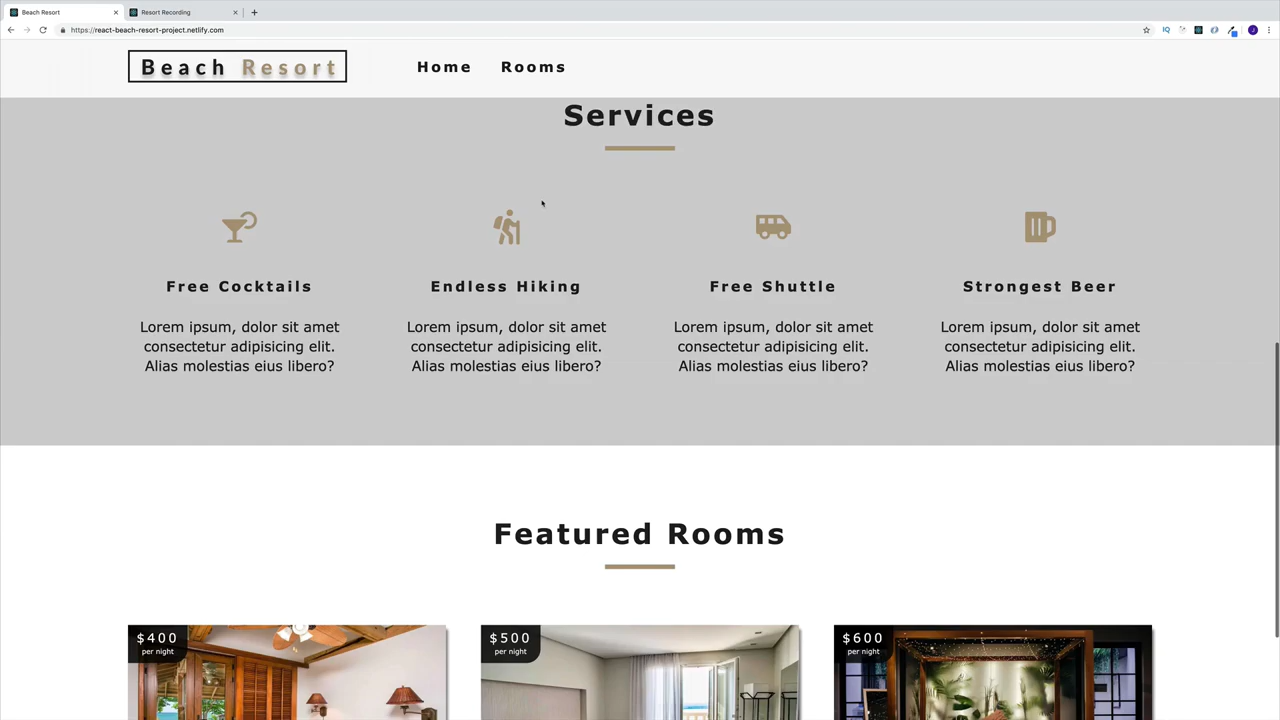 Beach Resort
Resort Recording
https://react-beach-resort-project.netlify.com
IQ
J
Beach Resort
Home
Rooms
Services
Free Cocktails
Endless Hiking
Free Shuttle
Strongest Beer
Lorem ipsum, dolor sit amet
consectetur adipisicing elit.
Alias molestias eius libero?
Lorem ipsum, dolor sit amet
consectetur adipisicing elit.
Alias molestias eius libero?
Lorem ipsum, dolor sit amet
consectetur adipisicing elit.
Alias molestias eius libero?
Lorem ipsum, dolor sit amet
consectetur adipisicing elit.
Alias molestias eius libero?
Featured Rooms
$400
per night
$500
per night
$600
per night